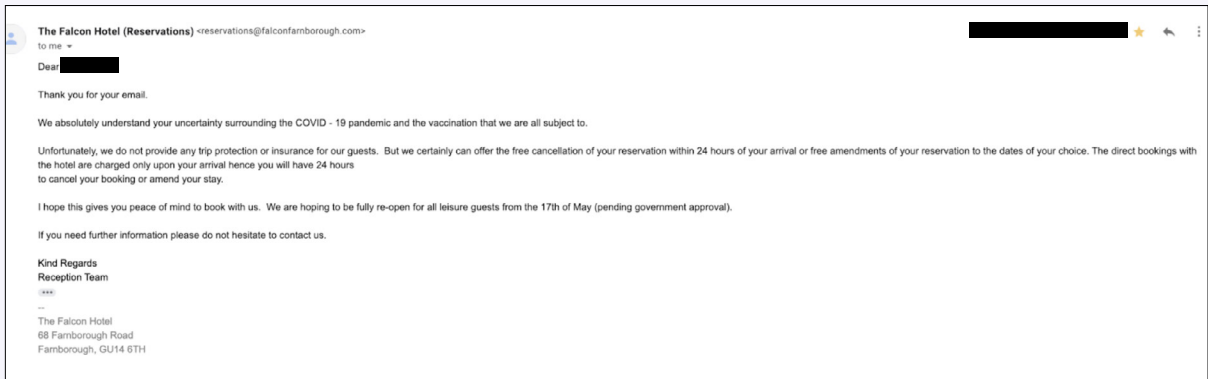 The Falcon Hotel (Reservations) <reservations@falconfarnborough.com>
to me
Dear
Thank you for your email.
We absolutely understand your uncertainty surrounding the COVID - 19 pandemic and the vaccination that we are all subject to.
Unfortunately, we do not provide any trip protection or insurance for our guests.  But we certainly can offer the free cancellation of your reservation within 24 hours of your arrival or free amendments of your reservation to the dates of your choice. The direct bookings with
the hotel are charged only upon your arrival hence you will have 24 hours
to cancel your booking or amend your stay.
I hope this gives you peace of mind to book with us.  We are hoping to be fully re-open for all leisure guests from the 17th of May (pending government approval).
If you need further information please do not hesitate to contact us.
Kind Regards
Reception Team
...
--
The Falcon Hotel
68 Farnborough Road
Farnborough, GU14 6TH